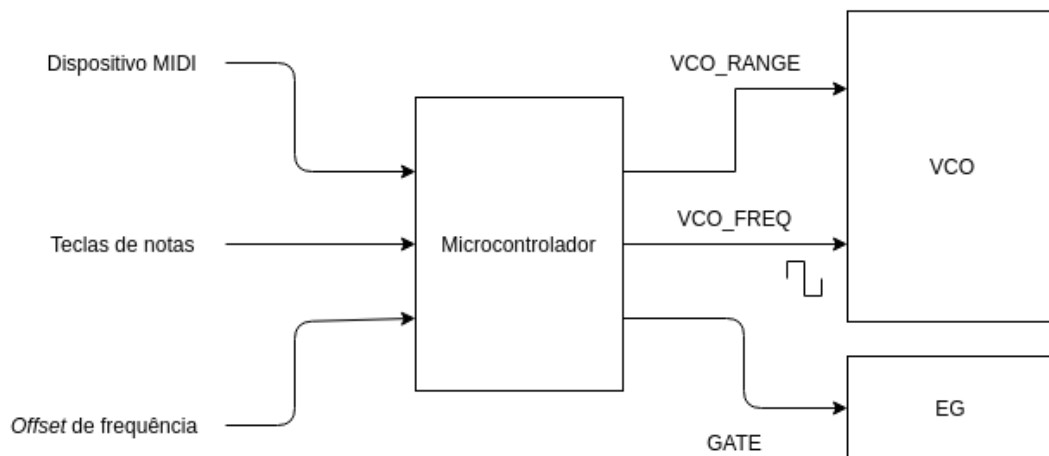 Dispositivo MIDI
VCO_RANGE
VCO
Teclas de notas
Microcontrolador
VCO_FREQ
Offset de frequência
GATE
EG